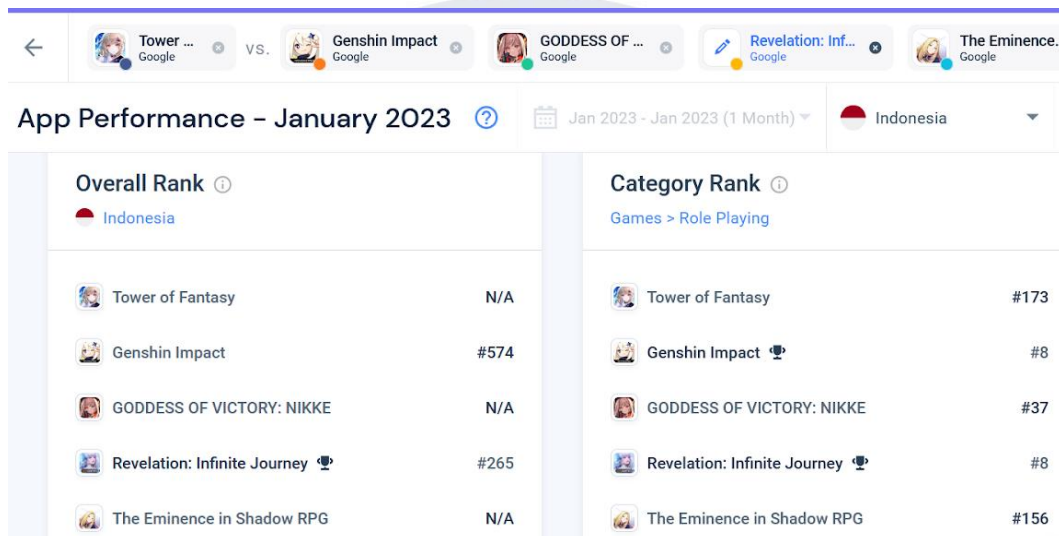 Tower ...
Google
vs.
Genshin Impact
Google
GODDESS OF ...
Google
Revelation: Inf...
Google
The Eminence.
Google
App Performance - January 2023
Jan 2023 - Jan 2023 (1 Month)
Indonesia
Overall Rank
Indonesia
Tower of Fantasy N/A
Genshin Impact #574
GODDESS OF VICTORY: NIKKE N/A
Revelation: Infinite Journey #265
The Eminence in Shadow RPG N/A
Category Rank
Games > Role Playing
Tower of Fantasy #173
Genshin Impact #8
GODDESS OF VICTORY: NIKKE #37
Revelation: Infinite Journey #8
The Eminence in Shadow RPG #156